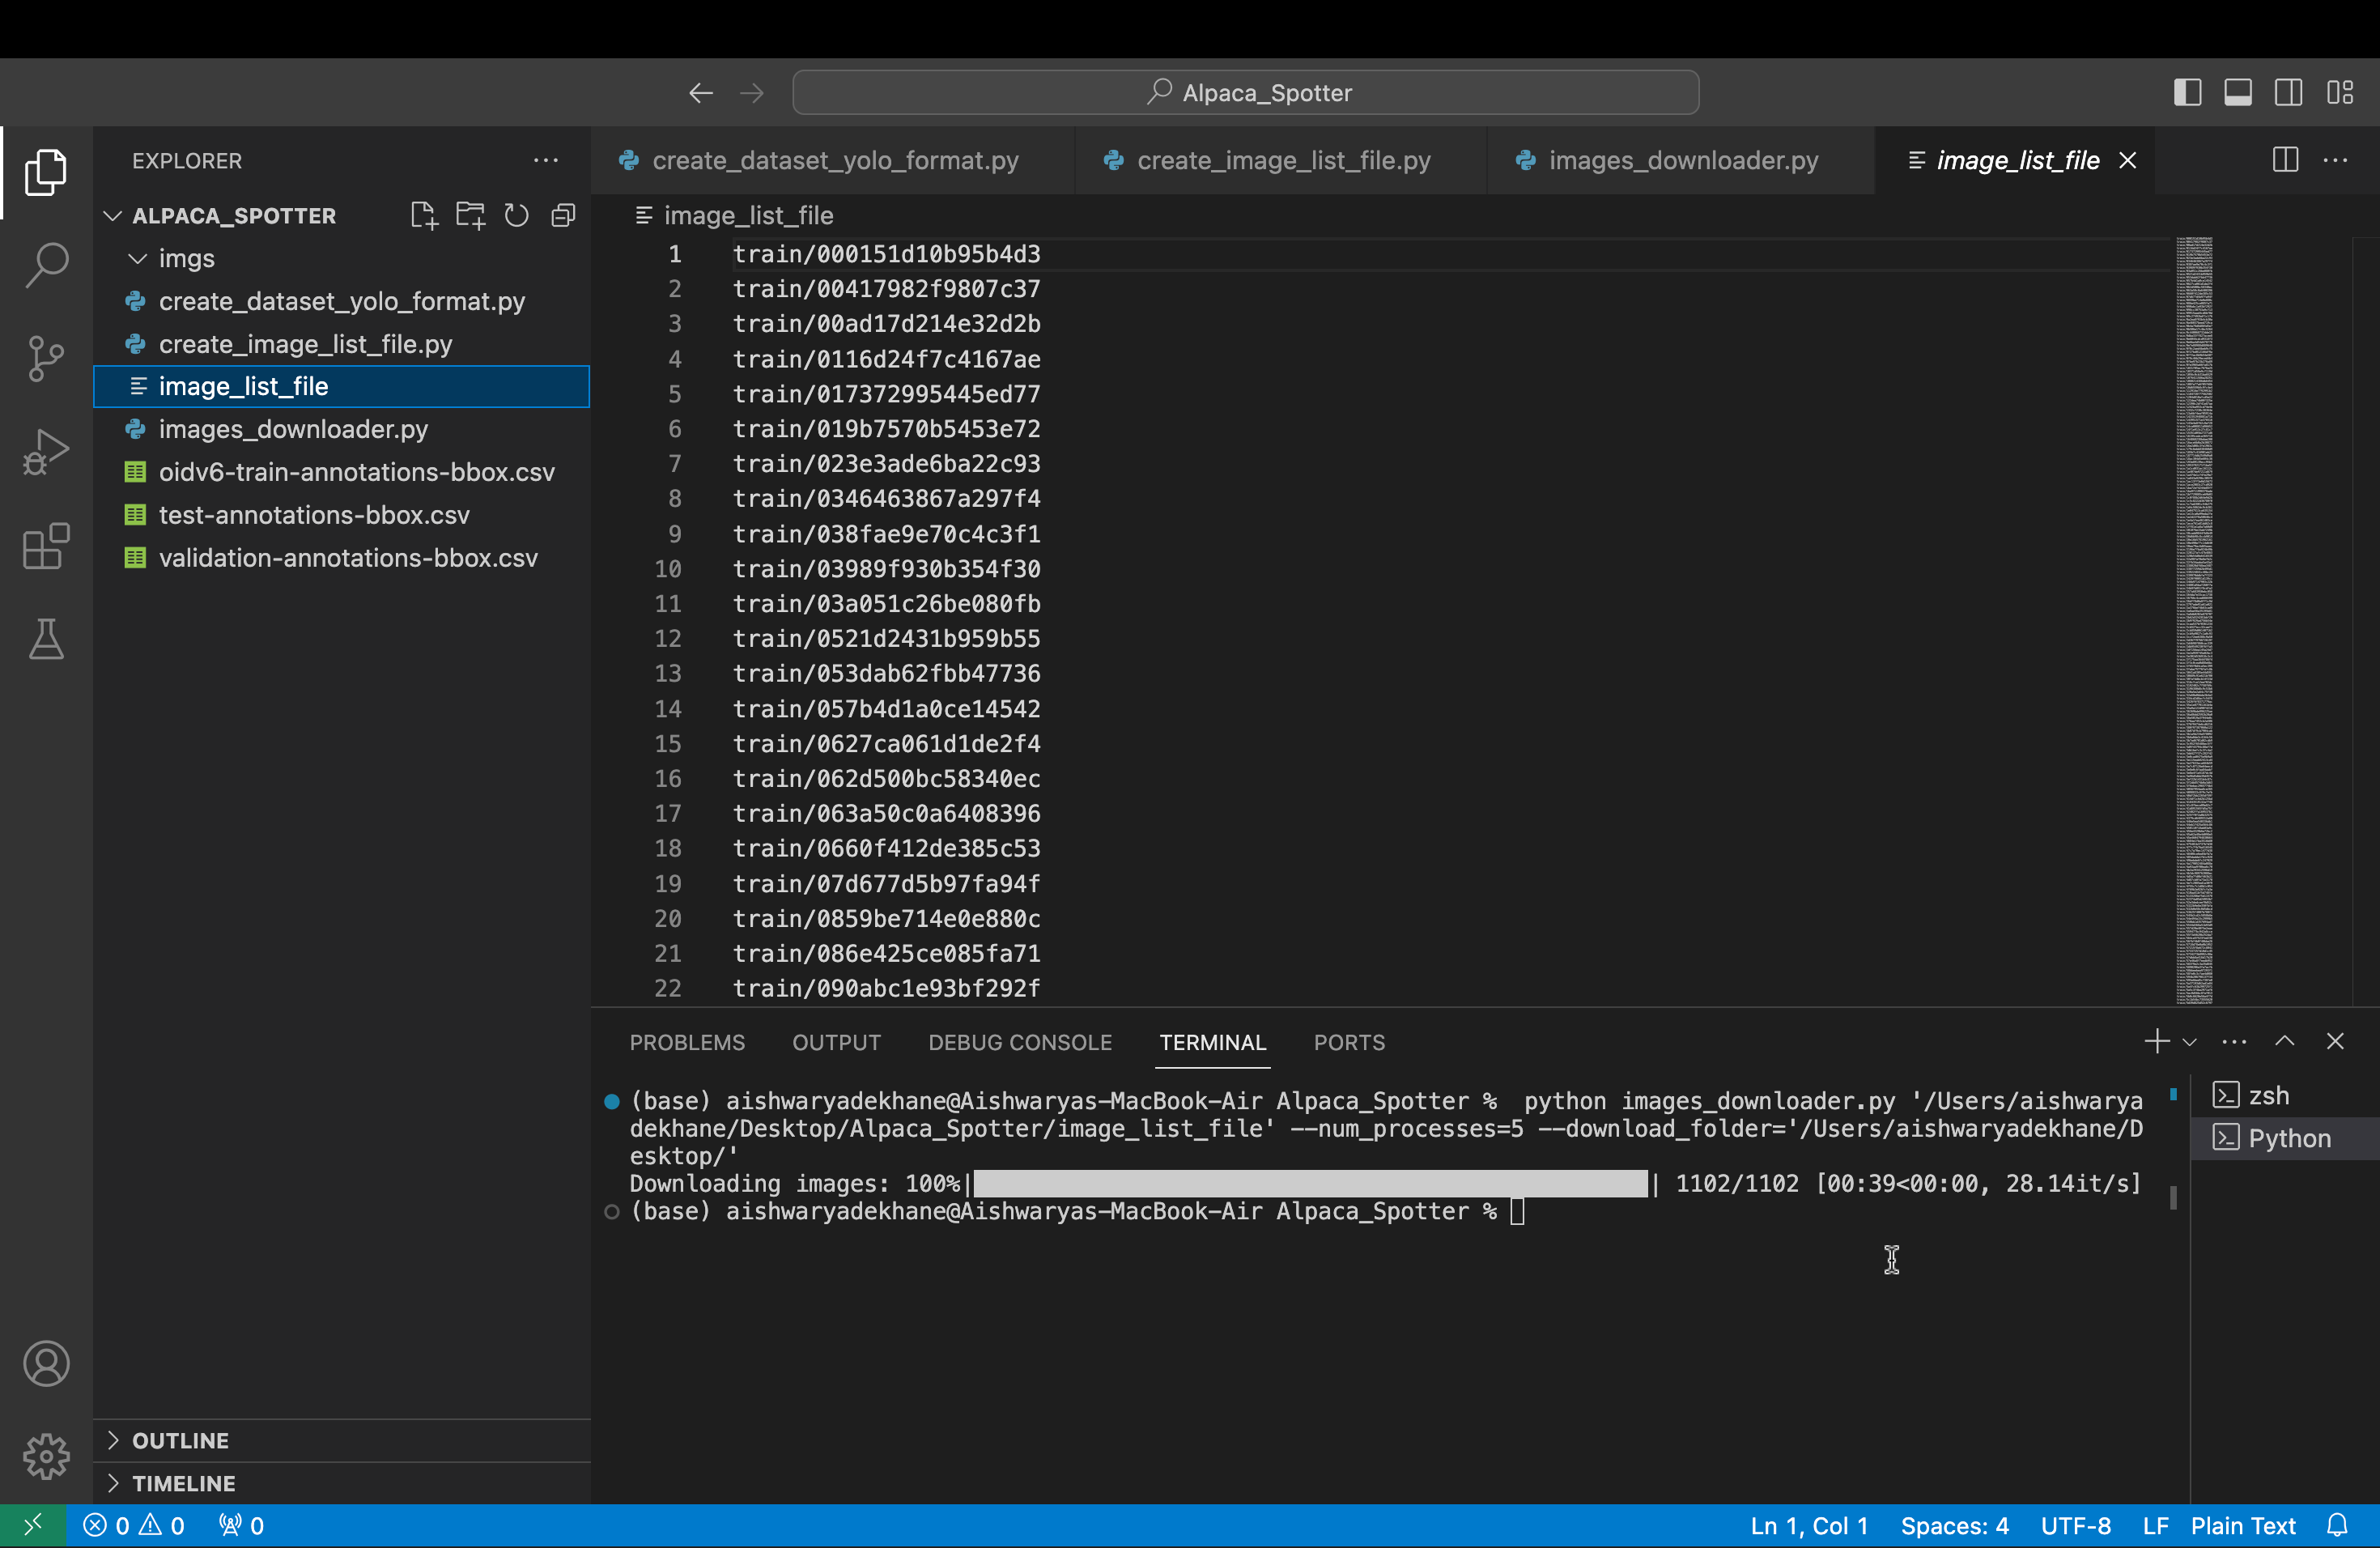 Alpaca_Spotter
EXPLORER
create_dataset_yolo_format.py
create_image_list_file.py
images_downloader.py
image_list_file
ALPACA_SPOTTER
imgs
create_dataset_yolo_format.py
create_image_list_file.py
image_list_file
images_downloader.py
oidv6-train-annotations-bbox.csv
test-annotations-bbox.csv
validation-annotations-bbox.csv
OUTLINE
TIMELINE
image_list_file
1 train/000151d10b95b4d3
2 train/00417982f9807c37
3 train/00ad17d214e32d2b
4 train/0116d24f7c4167ae
5 train/017372995445ed77
6 train/019b7570b5453e72
7 train/023e3ade6ba22c93
8 train/0346463867a297f4
9 train/038fae9e70c4c3f1
10 train/03989f930b354f30
11 train/03a051c26be080fb
12 train/0521d2431b959b55
13 train/053dab62fbb47736
14 train/057b4d1a0ce14542
15 train/0627ca061d1de2f4
16 train/062d500bc58340ec
17 train/063a50c0a6408396
18 train/0660f412de385c53
19 train/07d677d5b97fa94f
20 train/0859be714e0e880c
21 train/086e425ce085fa71
22 train/090abc1e93bf292f
PROBLEMS OUTPUT DEBUG CONSOLE TERMINAL PORTS
(base) aishwaryadekhane@Aishwaryas-MacBook-Air Alpaca_Spotter %  python images_downloader.py '/Users/aishwarya
dekhane/Desktop/Alpaca_Spotter/image_list_file' --num_processes=5 --download_folder='/Users/aishwaryadekhane/D
esktop/'
Downloading images: 100%| | 1102/1102 [00:39<00:00, 28.14it/s]
(base) aishwaryadekhane@Aishwaryas-MacBook-Air Alpaca_Spotter %
zsh
Python
0 0 0
Ln 1, Col 1 Spaces: 4 UTF-8 LF Plain Text